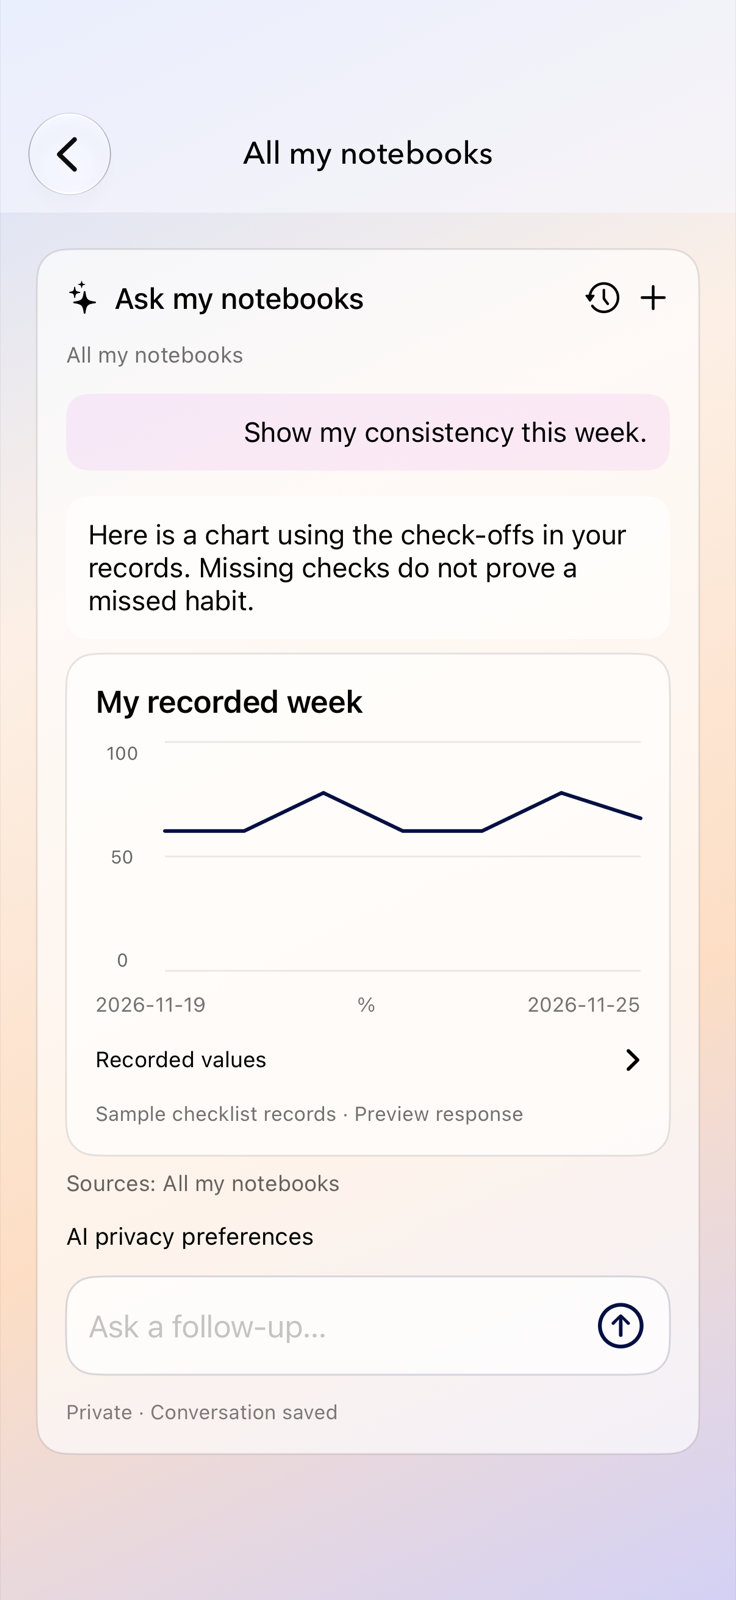 All my notebooks
Ask my notebooks
All my notebooks
Show my consistency this week.
Here is a chart using the check-offs in your
records. Missing checks do not prove a
missed habit.
My recorded week
100
50
0
2026-11-19 % 2026-11-25
Recorded values
Sample checklist records · Preview response
Sources: All my notebooks
AI privacy preferences
Ask a follow-up...
Private · Conversation saved